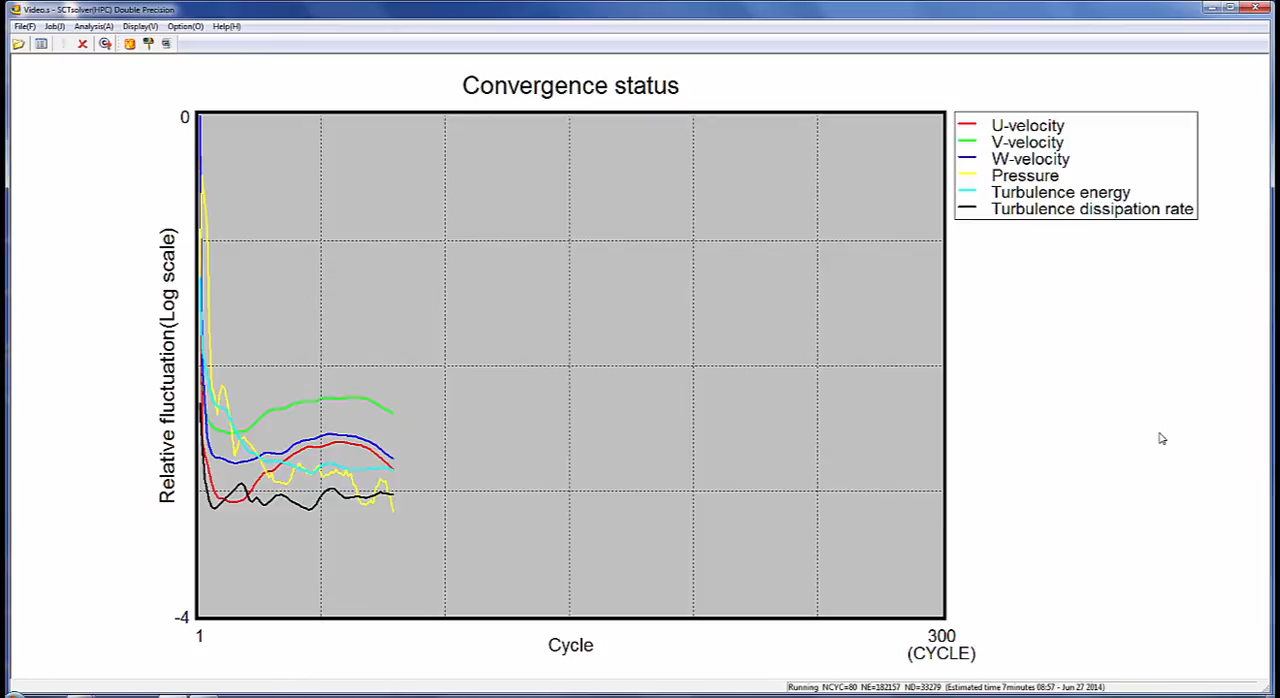 Video.s - SCTsolver(HPC) Double Precision
File(F) Job(J) Analysis(A) Display(V) Option(O) Help(H)
Convergence status
0
U-velocity
V-velocity
W-velocity
Pressure
Turbulence energy
Turbulence dissipation rate
Relative fluctuation(Log scale)
-4
1
Cycle
300
(CYCLE)
Running NCYC=80 NE=182157 ND=33279 (Estimated time 7minutes 08:57 - Jun 27 2014)